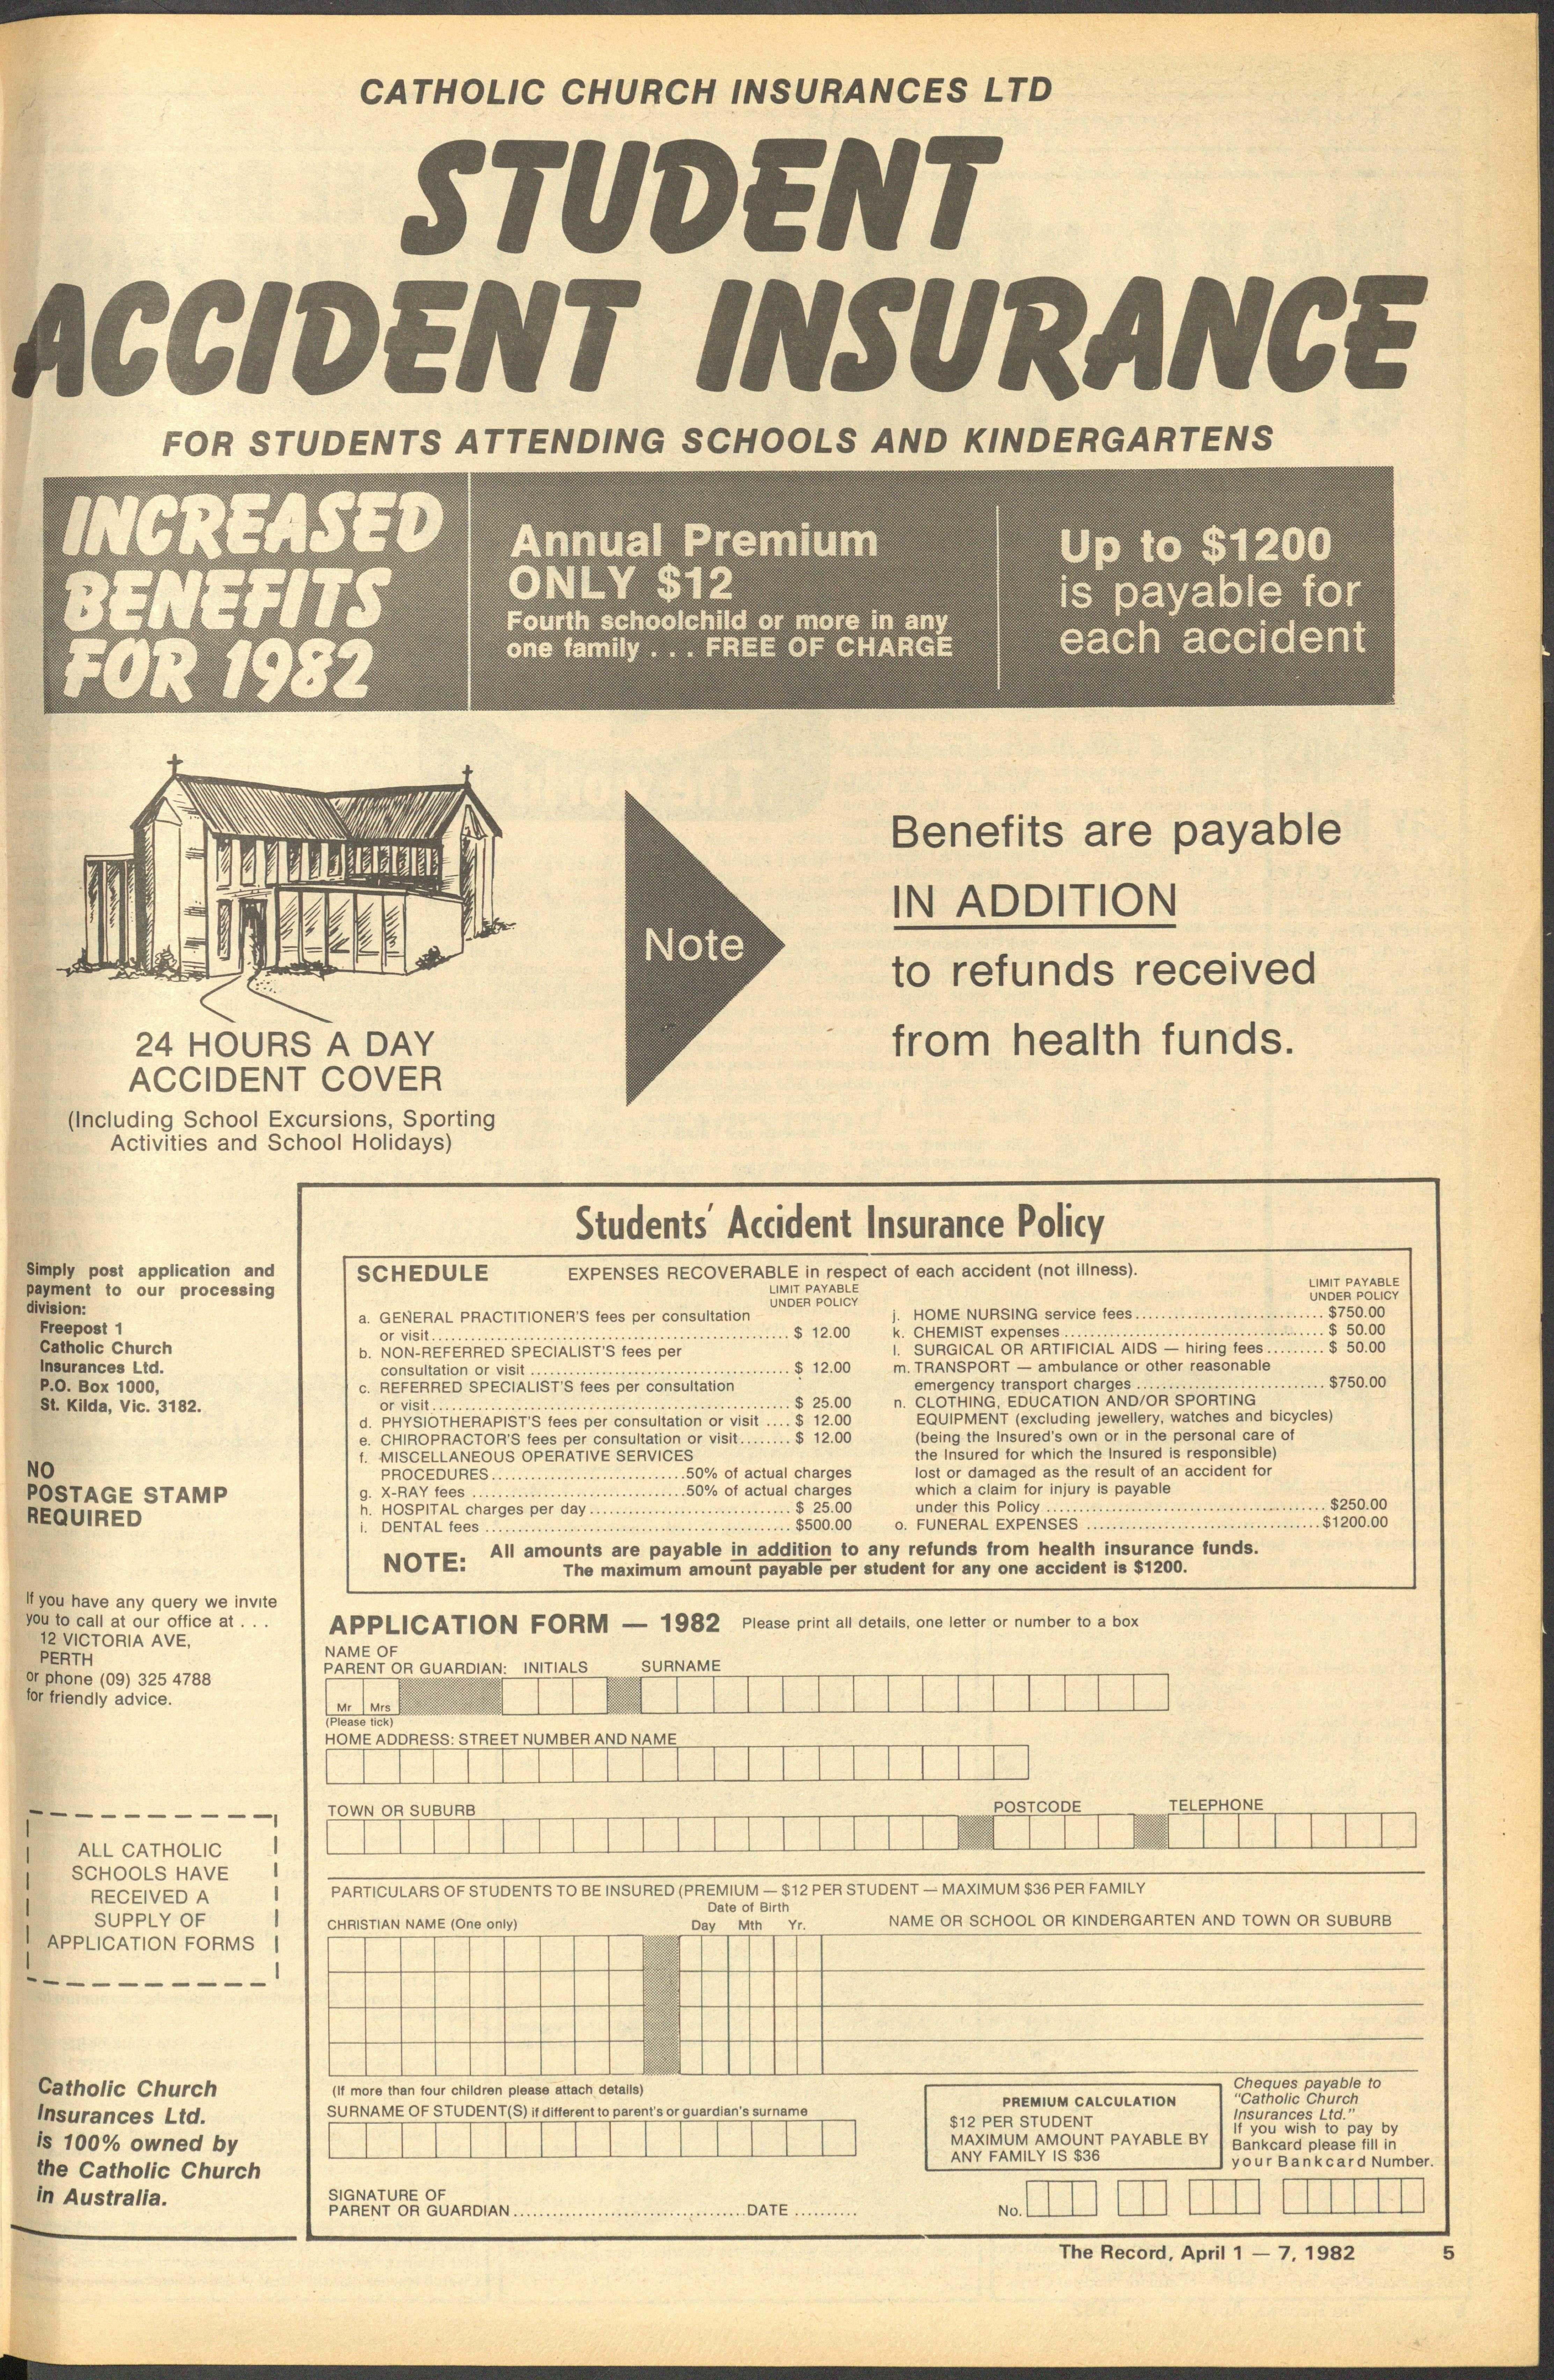 CATHOLIC CHURCH INSURANCES LTD
STUDENT
ACCIDENT INSURANCE
FOR STUDENTS ATTENDING SCHOOLS AND KINDERGARTENS
INCREASED
BENEFITS
FOR 1982
Annual Premium
ONLY $12
Fourth schoolchild or more in any
one family . . . FREE OF CHARGE
Up to $1200
is payable for
each accident
24 HOURS A DAY
ACCIDENT COVER
(Including School Excursions, Sporting
Activities and School Holidays)
Note
Benefits are payable
IN ADDITION
to refunds received
from health funds.
Simply post application and
payment to our processing
division:
Freepost 1
Catholic Church
Insurances Ltd.
P.O. Box 1000,
St. Kilda, Vic. 3182.
NO
POSTAGE STAMP
REQUIRED
If you have any query we invite
you to call at our office at . . .
12 VICTORIA AVE,
PERTH
or phone (09) 325 4788
for friendly advice.
ALL CATHOLIC
SCHOOLS HAVE
RECEIVED A
SUPPLY OF
APPLICATION FORMS
Catholic Church
Insurances Ltd.
is 100% owned by
the Catholic Church
in Australia.
Students' Accident Insurance Policy
SCHEDULE EXPENSES RECOVERABLE in respect of each accident (not illness).
LIMIT PAYABLE
UNDER POLICY
a. GENERAL PRACTITIONER'S fees per consultation
or visit.......... $ 12.00
b. NON-REFERRED SPECIALIST'S fees per
consultation or visit .......... $ 12.00
c. REFERRED SPECIALIST'S fees per consultation
or visit.......... $ 25.00
d. PHYSIOTHERAPIST'S fees per consultation or visit .... $ 12.00
e. CHIROPRACTOR'S fees per consultation or visit........ $ 12.00
f. MISCELLANEOUS OPERATIVE SERVICES
PROCEDURES..........50% of actual charges
g. X-RAY fees ..........50% of actual charges
h. HOSPITAL charges per day.......... $ 25.00
i. DENTAL fees .......... $500.00
LIMIT PAYABLE
UNDER POLICY
j. HOME NURSING service fees.......... $750.00
k. CHEMIST expenses .......... $ 50.00
l. SURGICAL OR ARTIFICIAL AIDS — hiring fees......... $ 50.00
m. TRANSPORT — ambulance or other reasonable
emergency transport charges .......... $750.00
n. CLOTHING, EDUCATION AND/OR SPORTING
EQUIPMENT (excluding jewellery, watches and bicycles)
(being the Insured's own or in the personal care of
the Insured for which the Insured is responsible)
lost or damaged as the result of an accident for
which a claim for injury is payable
under this Policy .......... $250.00
o. FUNERAL EXPENSES .......... $1200.00
NOTE: All amounts are payable in addition to any refunds from health insurance funds.
The maximum amount payable per student for any one accident is $1200.
APPLICATION FORM — 1982 Please print all details, one letter or number to a box
NAME OF
PARENT OR GUARDIAN: INITIALS SURNAME
Mr Mrs
(Please tick)
HOME ADDRESS: STREET NUMBER AND NAME
TOWN OR SUBURB POSTCODE TELEPHONE
PARTICULARS OF STUDENTS TO BE INSURED (PREMIUM — $12 PER STUDENT — MAXIMUM $36 PER FAMILY
Date of Birth
CHRISTIAN NAME (One only) Day Mth Yr. NAME OR SCHOOL OR KINDERGARTEN AND TOWN OR SUBURB
(If more than four children please attach details)
SURNAME OF STUDENT(S) if different to parent's or guardian's surname
SIGNATURE OF
PARENT OR GUARDIAN..........DATE ..........
PREMIUM CALCULATION
$12 PER STUDENT
MAXIMUM AMOUNT PAYABLE BY
ANY FAMILY IS $36
Cheques payable to
"Catholic Church
Insurances Ltd."
If you wish to pay by
Bankcard please fill in
your Bankcard Number.
No.
The Record, April 1 — 7, 1982 5